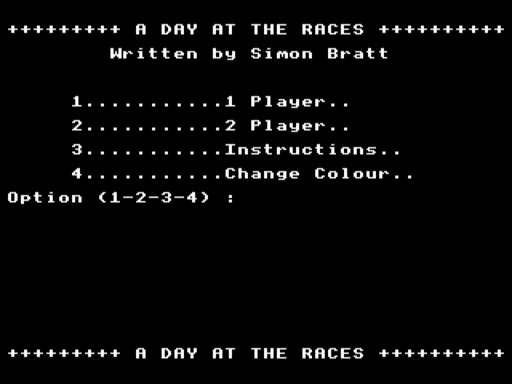 +++++++++ A DAY AT THE RACES ++++++++++
Written by Simon Bratt
1...........1 Player..
2...........2 Player..
3...........Instructions..
4...........Change Colour..
Option (1-2-3-4) :
+++++++++ A DAY AT THE RACES ++++++++++